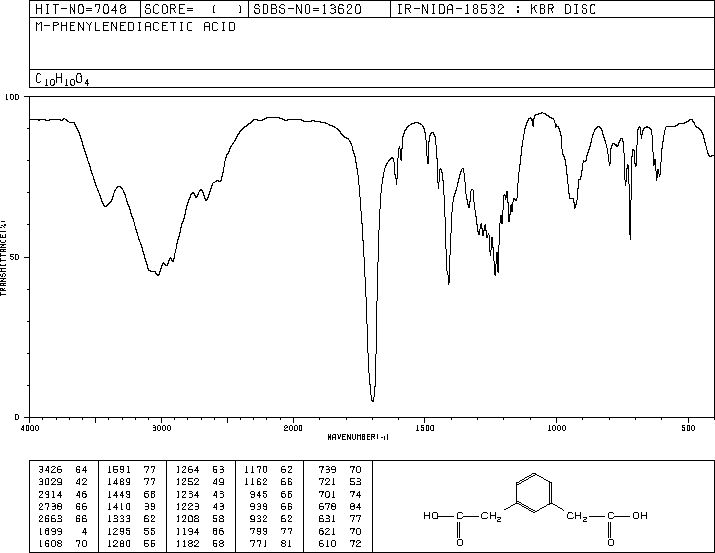 HIT-NO=7048 SCORE= ( ) SDBS-NO=13620 IR-NIDA-18532 : KBR DISC
M-PHENYLENEDIACETIC ACID
C10H10O4
100
50
0
TRANSMITTANCE(%)
4000 3000 2000 1500 1000 500
WAVENUMBER(-1)
3426 64 1591 77 1264 53 1170 62 739 70
3029 42 1489 77 1252 49 1162 66 721 53
2914 46 1449 68 1234 43 945 66 701 74
2738 66 1410 39 1223 43 939 66 678 84
2663 66 1333 62 1208 58 932 62 631 77
1699 4 1295 55 1194 86 799 77 621 70
1608 70 1280 55 1182 58 771 81 610 72
HO C CH2 CH2 C OH
O O